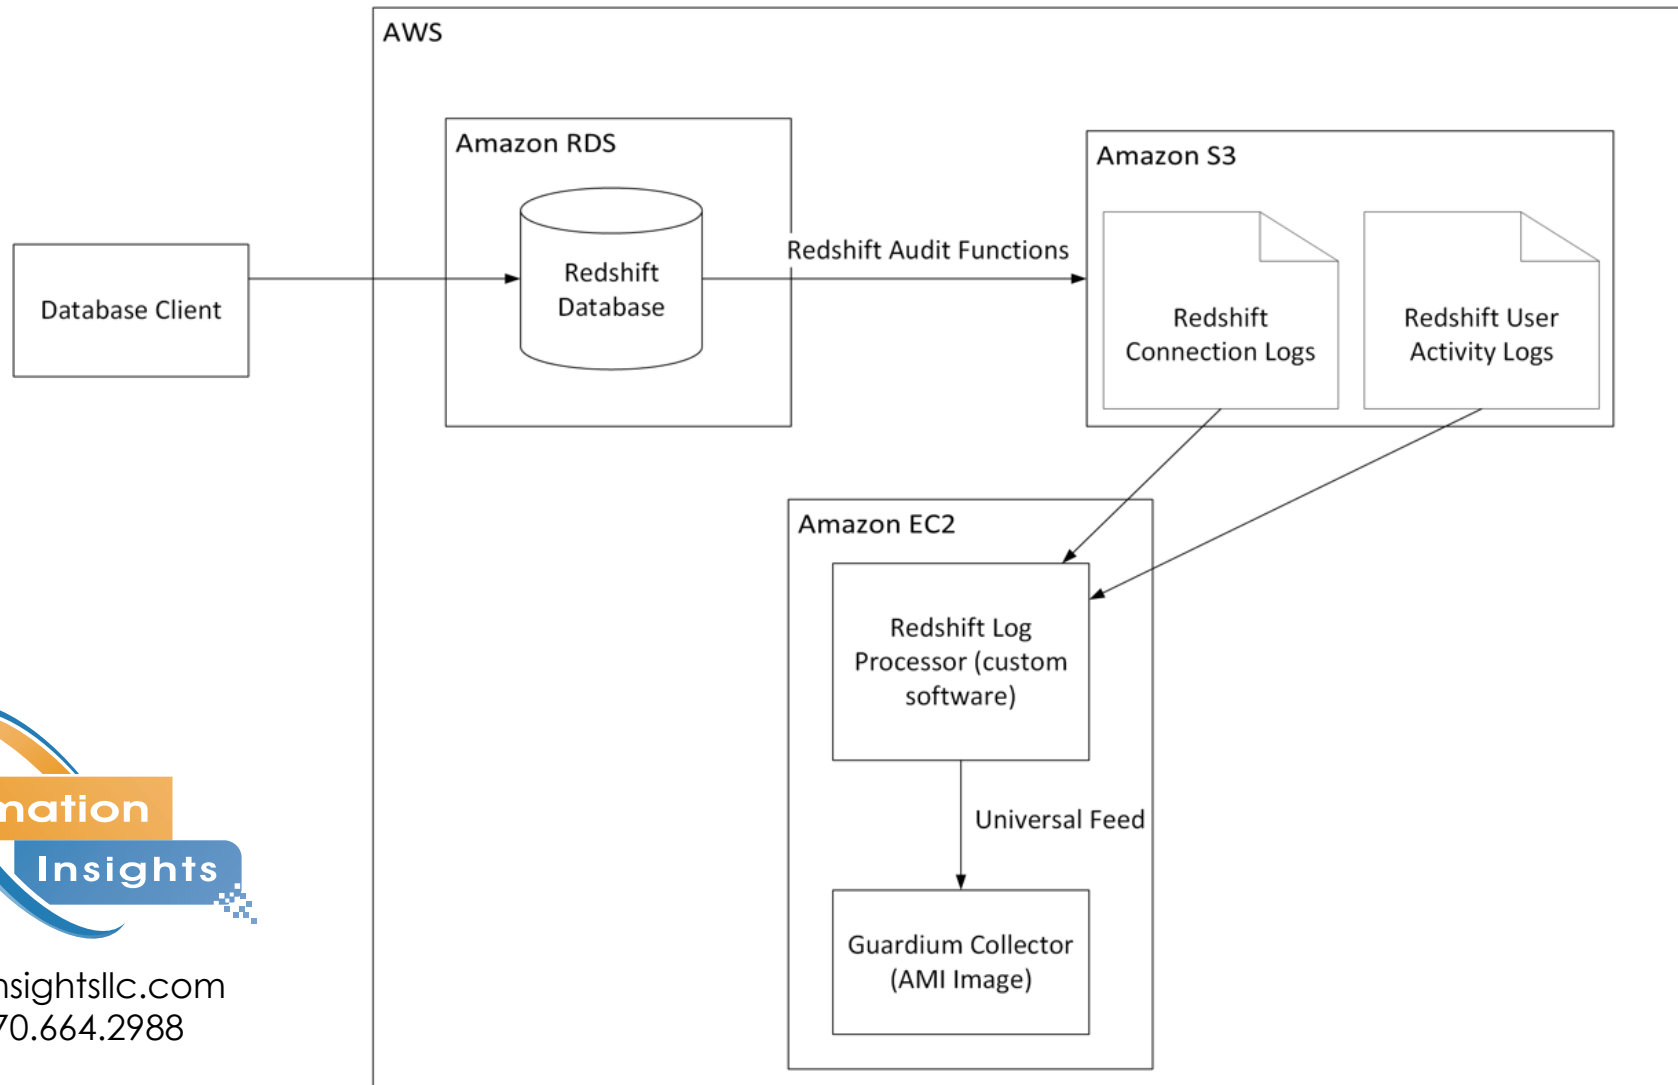 AWS
Amazon RDS
Amazon S3
Redshift Audit Functions
Database Client
Redshift
Database
Redshift
Connection Logs
Redshift User
Activity Logs
Amazon EC2
Redshift Log
Processor (custom
software)
Universal Feed
Guardium Collector
(AMI Image)
mation
Insights
nsightsllc.com
70.664.2988